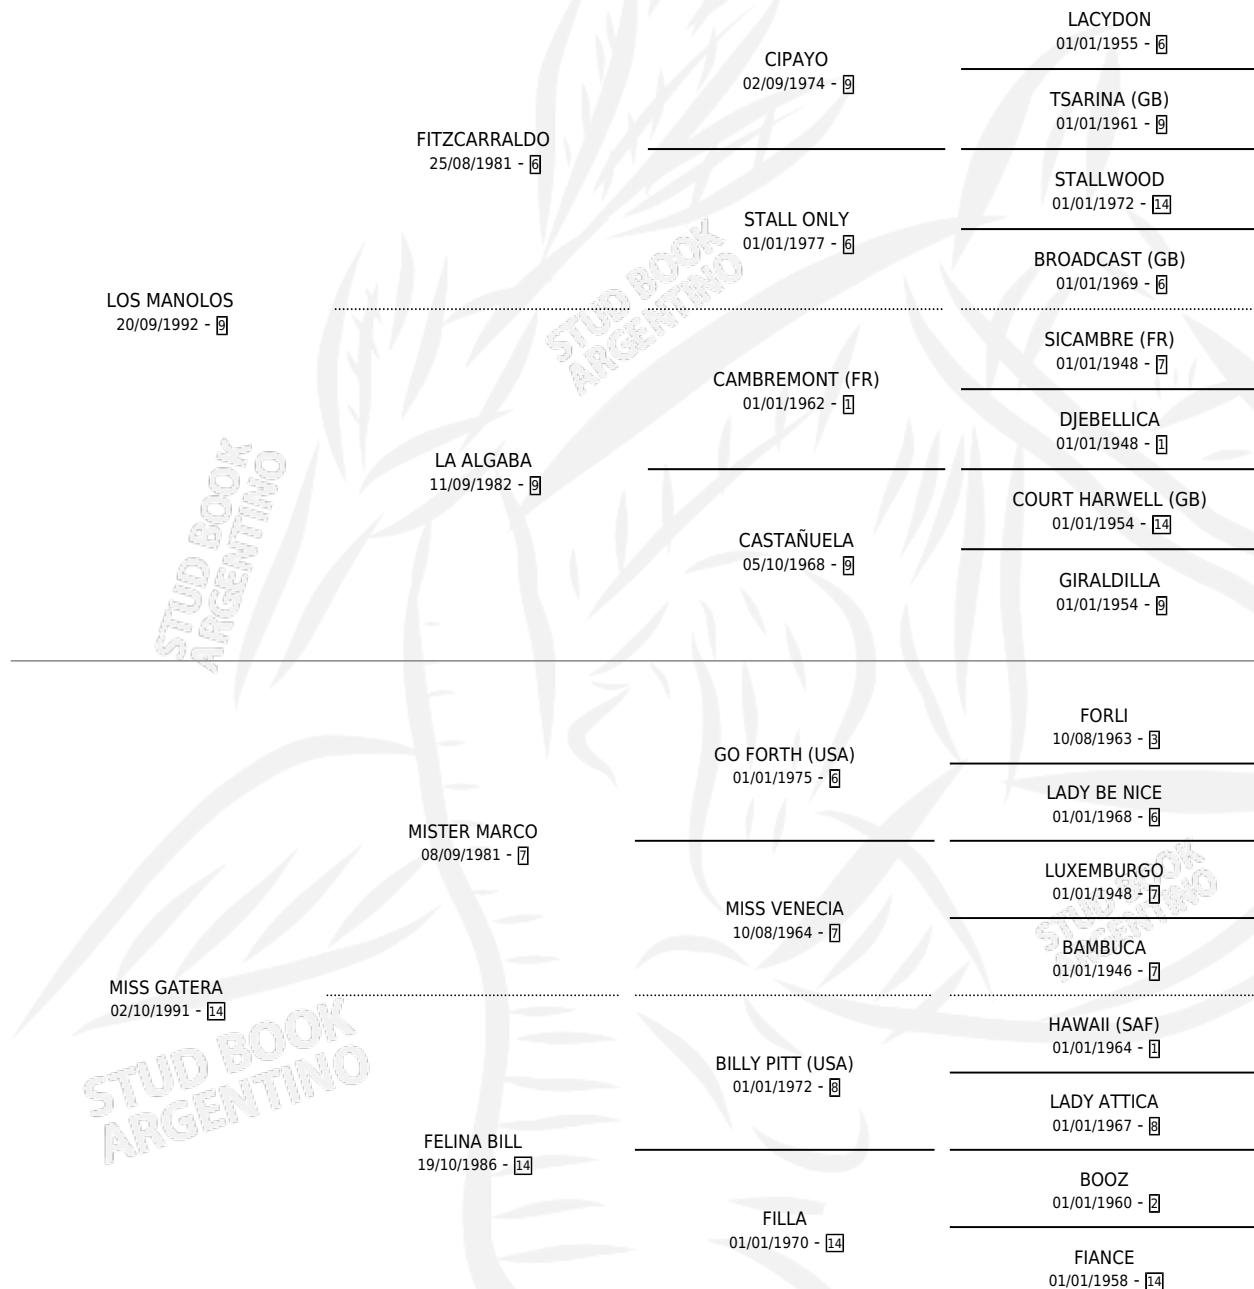 LACYDON
01/01/1955 - 6
CIPAYO
02/09/1974 - 9
TSARINA (GB)
01/01/1961 - 9
FITZCARRALDO
25/08/1981 - 6
STALLWOOD
01/01/1972 - 14
STALL ONLY
01/01/1977 - 6
BROADCAST (GB)
01/01/1969 - 6
LOS MANOLOS
20/09/1992 - 9
SICAMBRE (FR)
01/01/1948 - 7
CAMBREMONT (FR)
01/01/1962 - 1
DJEBELLICA
01/01/1948 - 1
LA ALGABA
11/09/1982 - 9
COURT HARWELL (GB)
01/01/1954 - 14
CASTAÑUELA
05/10/1968 - 9
GIRALDILLA
01/01/1954 - 9
FORLI
10/08/1963 - 3
GO FORTH (USA)
01/01/1975 - 6
LADY BE NICE
01/01/1968 - 6
MISTER MARCO
08/09/1981 - 7
LUXEMBURGO
01/01/1948 - 7
MISS VENECIA
10/08/1964 - 7
BAMBUCA
01/01/1946 - 7
MISS GATERA
02/10/1991 - 14
HAWAII (SAF)
01/01/1964 - 1
BILLY PITT (USA)
01/01/1972 - 8
LADY ATTICA
01/01/1967 - 8
FELINA BILL
19/10/1986 - 14
BOOZ
01/01/1960 - 2
FILLA
01/01/1970 - 14
FIANCE
01/01/1958 - 14
STUD BOOK
ARGENTINO
STUD BOOK
ARGENTINO
STUD BOOK
ARGENTINO
STUD BOOK
ARGENTINO